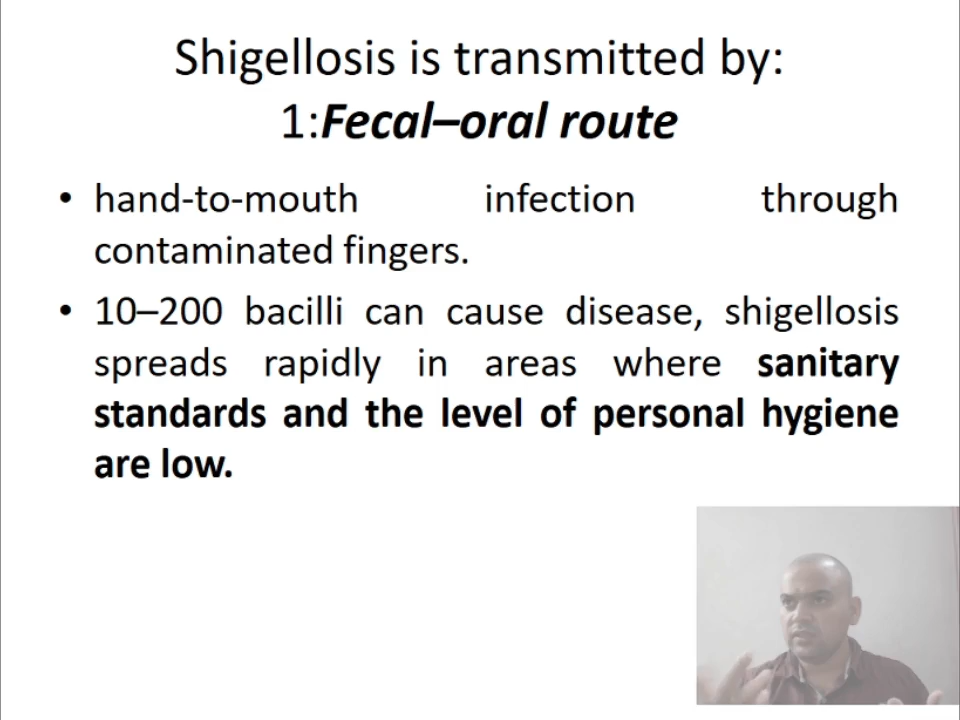 Shigellosis is transmitted by:
1:Fecal–oral route
• hand-to-mouth infection through
contaminated fingers.
• 10–200 bacilli can cause disease, shigellosis
spreads rapidly in areas where sanitary
standards and the level of personal hygiene
are low.